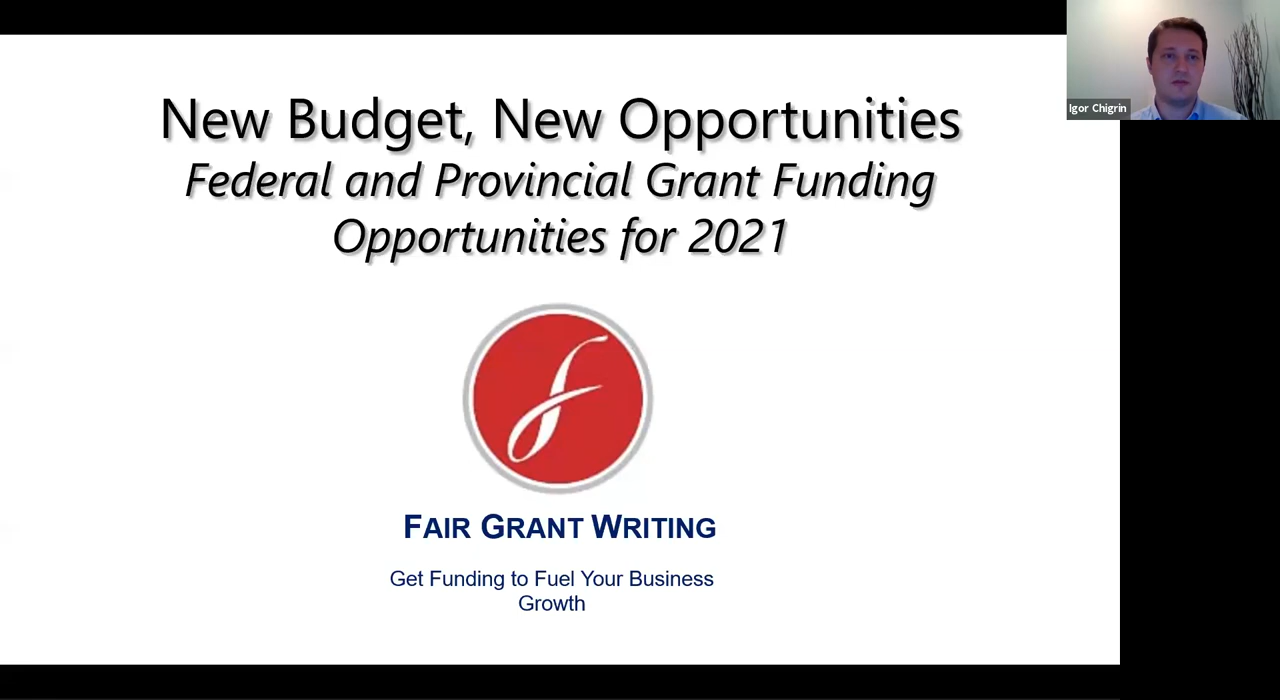 New Budget, New Opportunities
Federal and Provincial Grant Funding
Opportunities for 2021
f
FAIR GRANT WRITING
Get Funding to Fuel Your Business
Growth
Igor Chigrin